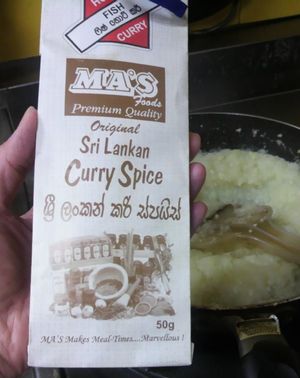 FISH
CURRY
MA'S
Foods
Premium Quality
Original
Sri Lankan
Curry Spice
ශ්‍රී ලංකන් කරි ස්පයිස්
50g
MA'S Makes Meal-Times....Marvellous !